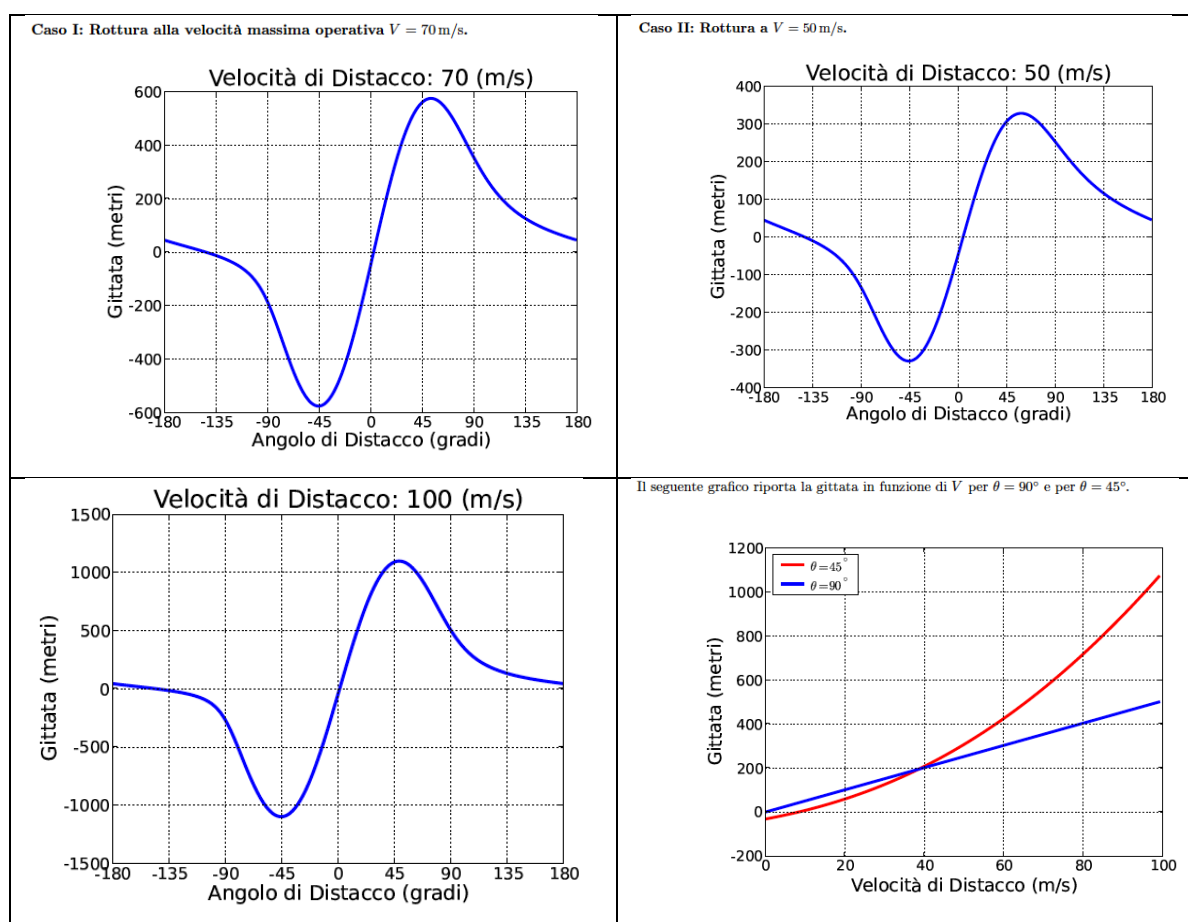 Caso I: Rottura alla velocità massima operativa V = 70 m/s.
Velocità di Distacco: 70 (m/s)
600
400
200
0
-200
-400
-600
-180 -135 -90 -45 0 45 90 135 180
Gittata (metri)
Angolo di Distacco (gradi)
Caso II: Rottura a V = 50 m/s.
Velocità di Distacco: 50 (m/s)
400
300
200
100
0
-100
-200
-300
-400
-180 -135 -90 -45 0 45 90 135 180
Gittata (metri)
Angolo di Distacco (gradi)
Velocità di Distacco: 100 (m/s)
1500
1000
500
0
-500
-1000
-1500
-180 -135 -90 -45 0 45 90 135 180
Gittata (metri)
Angolo di Distacco (gradi)
Il seguente grafico riporta la gittata in funzione di V per θ = 90° e per θ = 45°.
1200
1000
800
600
400
200
0
-200
0 20 40 60 80 100
θ=45°
θ=90°
Gittata (metri)
Velocità di Distacco (m/s)